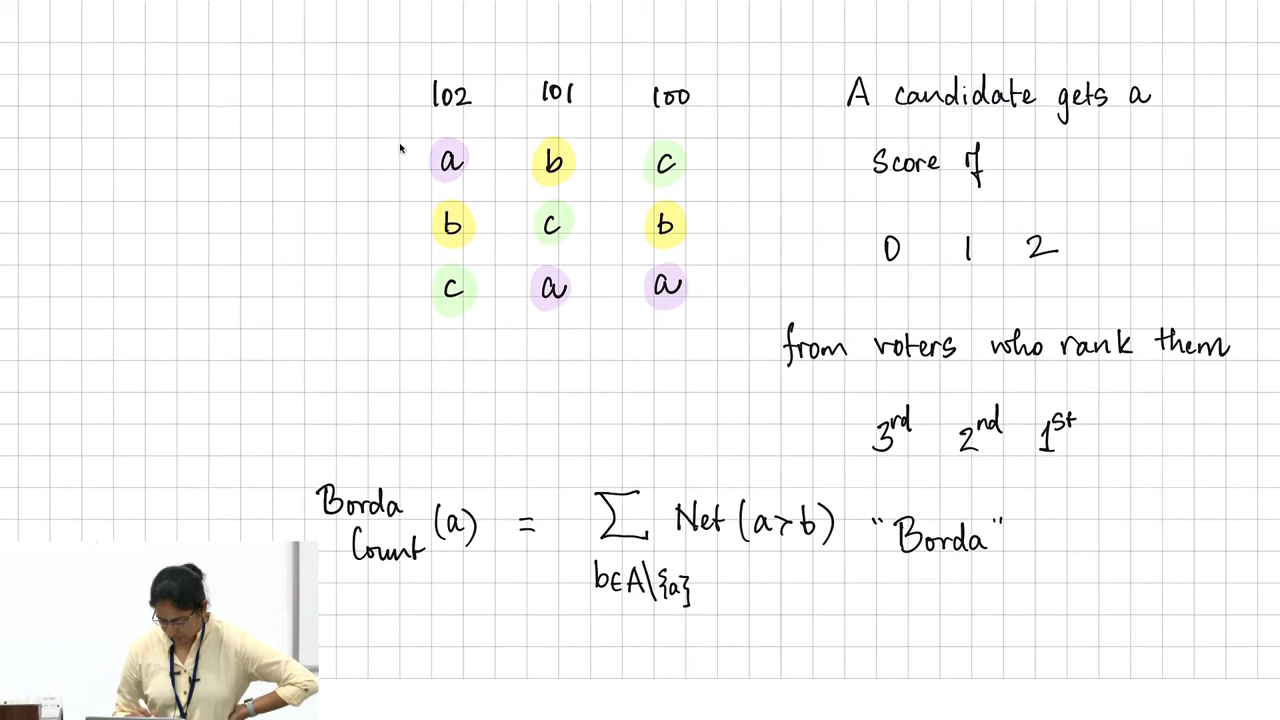 102 101 100
a b c
b c b
c a a
A candidate gets a
Score of
0 1 2
from voters who rank them
3rd 2nd 1st
Borda Count (a) = ∑ Net (a>b) "Borda"
b∈A\{a}